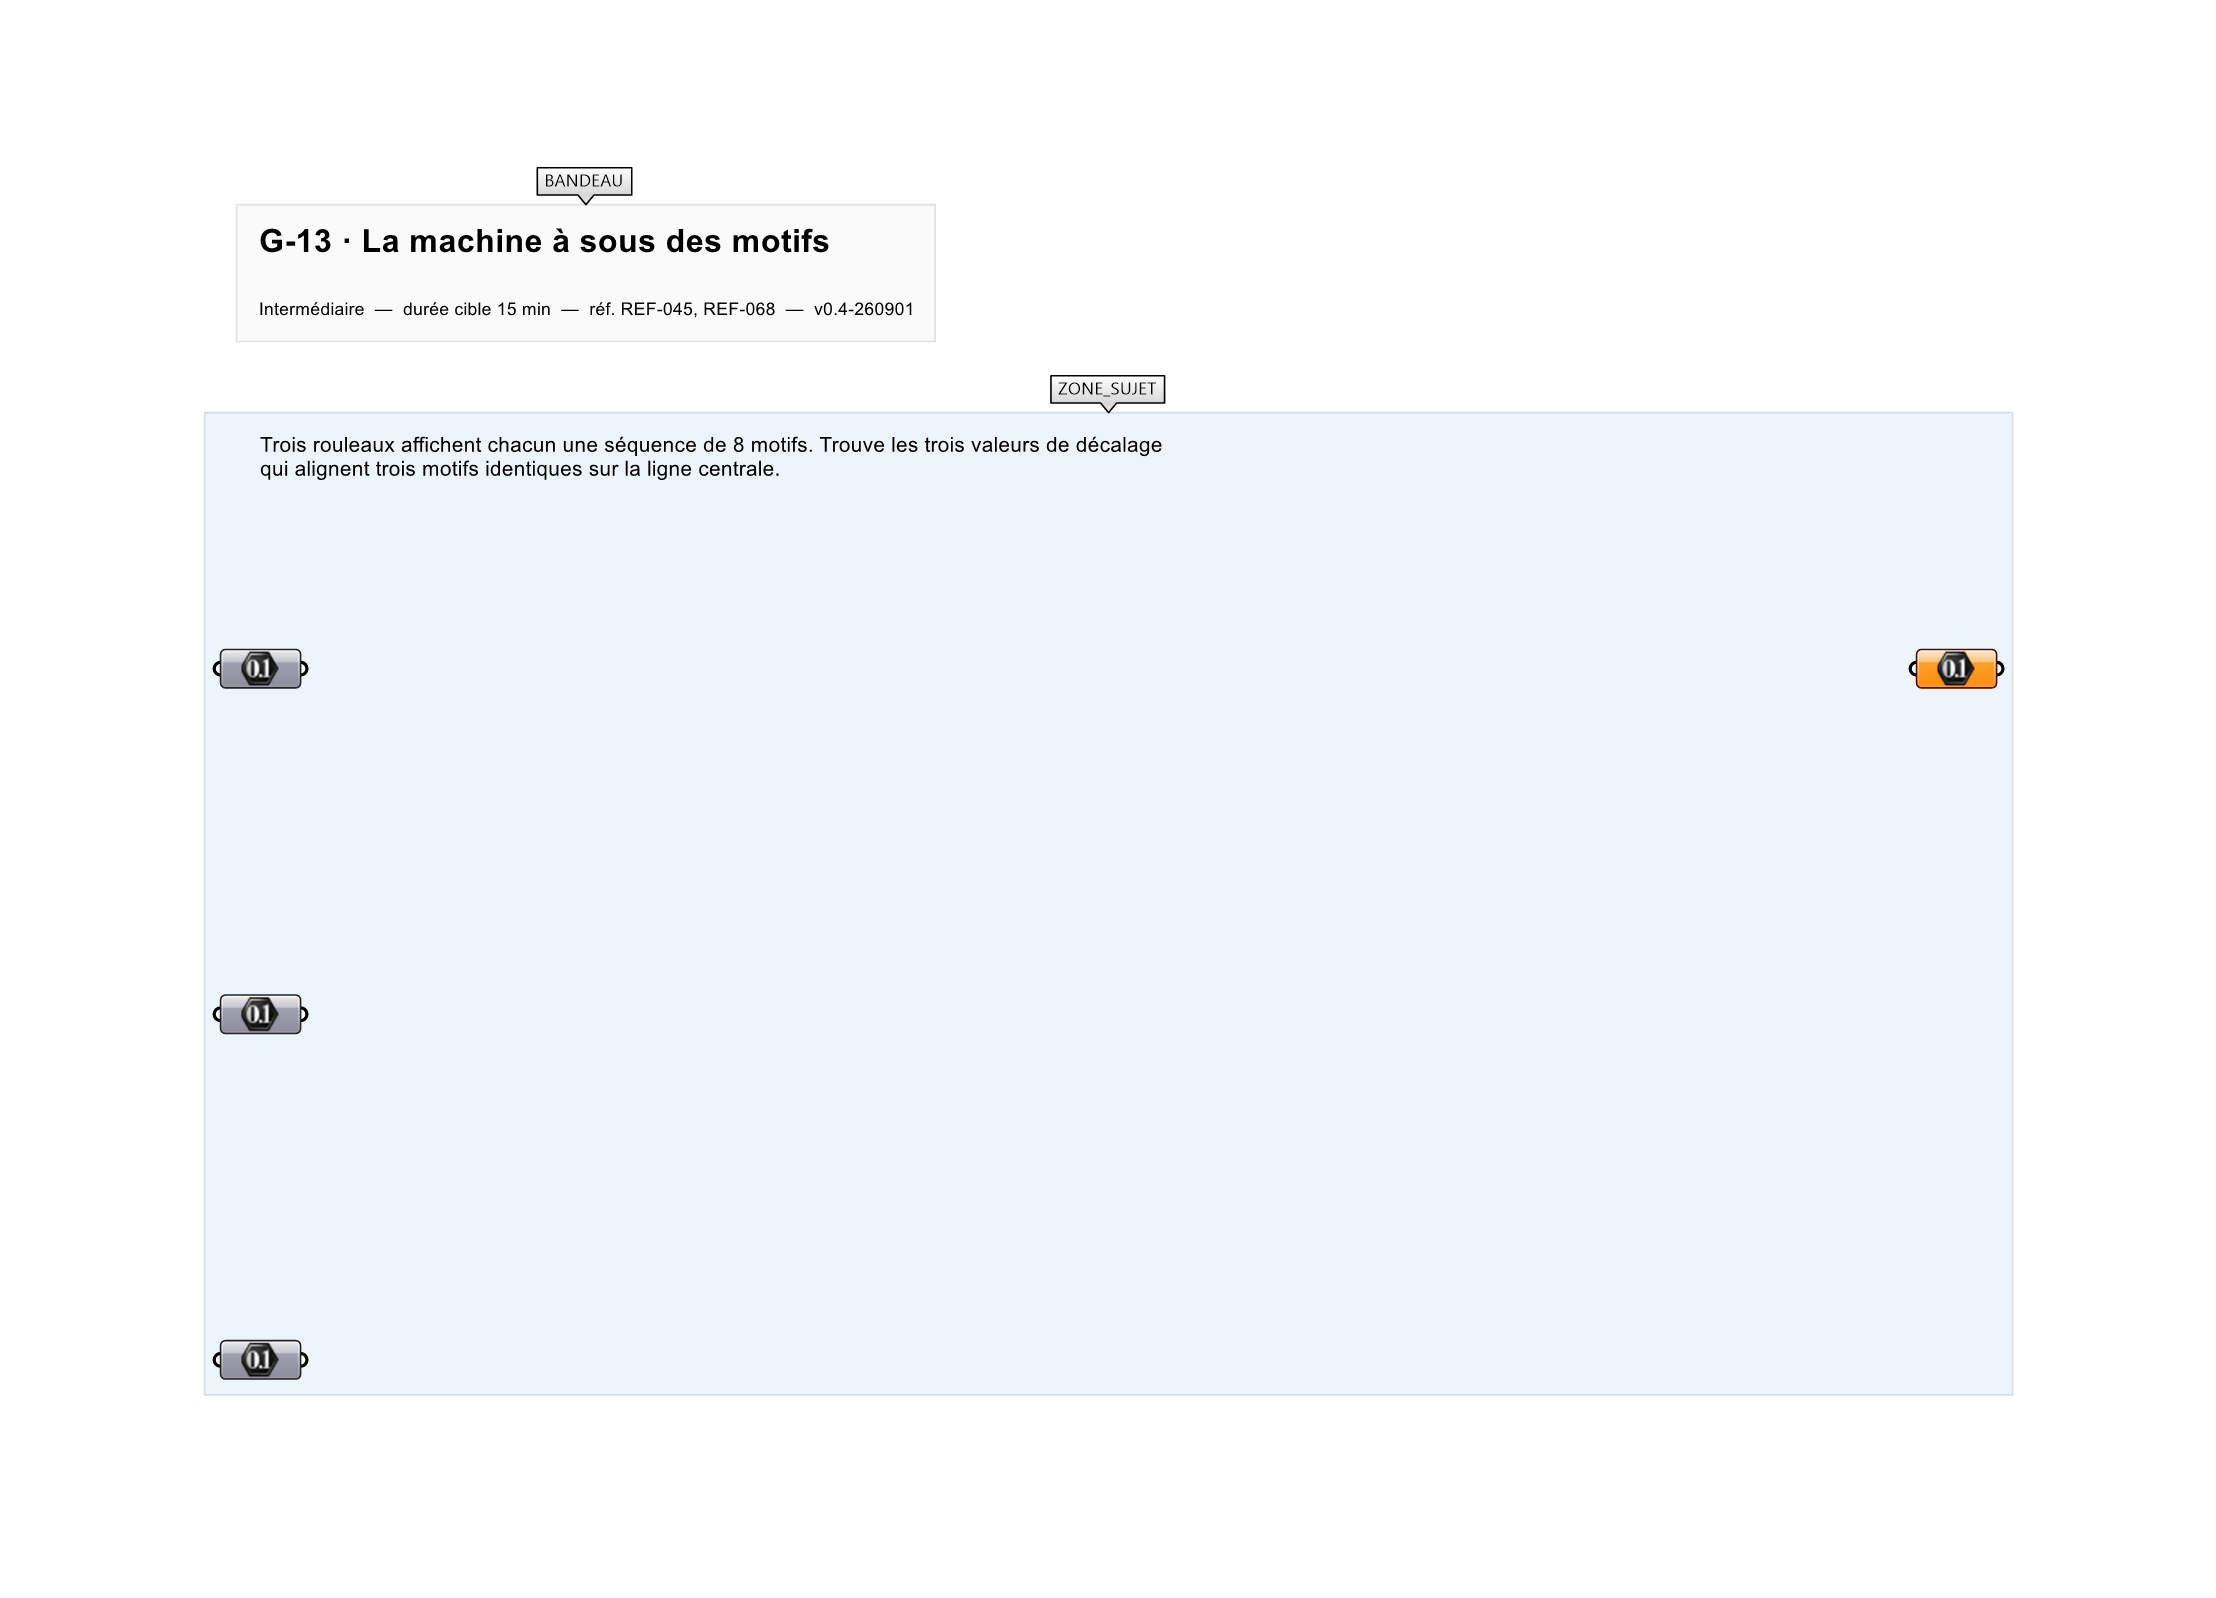 BANDEAU
G-13 · La machine à sous des motifs
Intermédiaire — durée cible 15 min — réf. REF-045, REF-068 — v0.4-260901
ZONE_SUJET
Trois rouleaux affichent chacun une séquence de 8 motifs. Trouve les trois valeurs de décalage
qui alignent trois motifs identiques sur la ligne centrale.
0.1
0.1
0.1
0.1